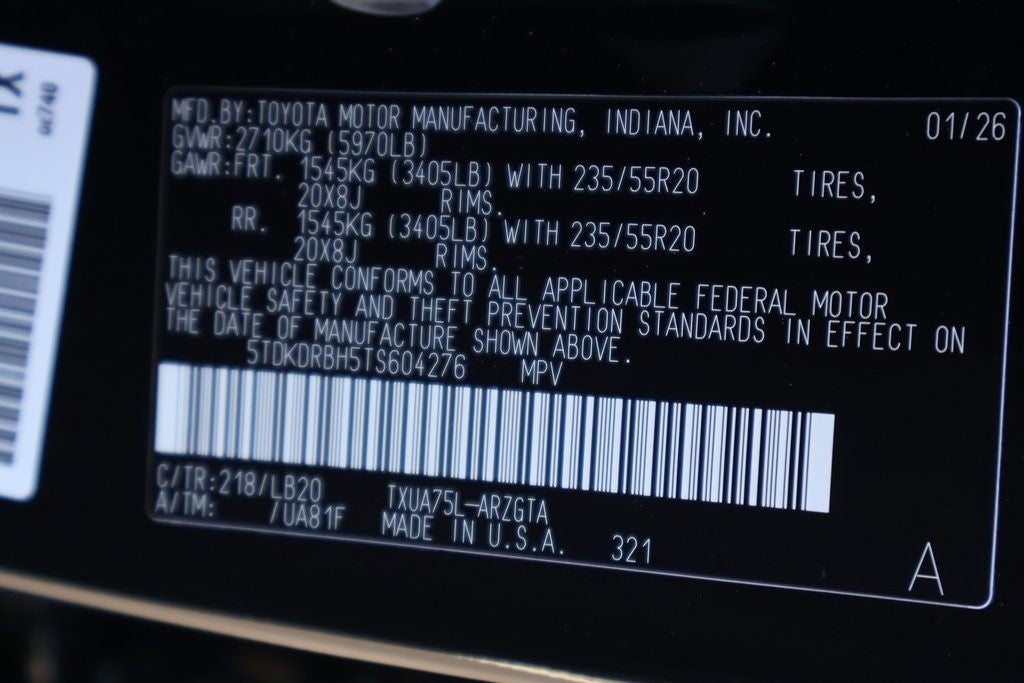 MFD.BY:TOYOTA MOTOR MANUFACTURING, INDIANA, INC. 01/26
GVWR:2710KG (5970LB)
GAWR:FRT. 1545KG (3405LB) WITH 235/55R20 TIRES,
20X8J RIMS.
RR. 1545KG (3405LB) WITH 235/55R20 TIRES,
20X8J RIMS.
THIS VEHICLE CONFORMS TO ALL APPLICABLE FEDERAL MOTOR
VEHICLE SAFETY AND THEFT PREVENTION STANDARDS IN EFFECT ON
THE DATE OF MANUFACTURE SHOWN ABOVE.
5TDKDRBH5TS604276 MPV
C/TR:218/LB20 TXUA75L-ARZGTA
A/TM: /UA81F MADE IN U.S.A. 321
A